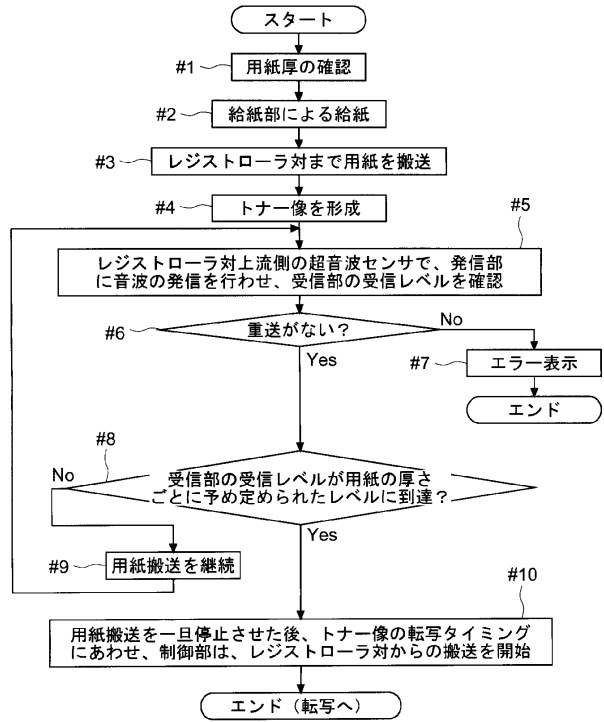 スタート
#1
用紙厚の確認
#2
給紙部による給紙
#3
レジストローラ対まで用紙を搬送
#4
トナー像を形成
#5
レジストローラ対上流側の超音波センサで、発信部
に音波の発信を行わせ、受信部の受信レベルを確認
#6
重送がない？
No
Yes
#7
エラー表示
エンド
#8
受信部の受信レベルが用紙の厚さ
ごとに予め定められたレベルに到達？
No
Yes
#9
用紙搬送を継続
#10
用紙搬送を一旦停止させた後、トナー像の転写タイミング
にあわせ、制御部は、レジストローラ対からの搬送を開始
エンド（転写へ）